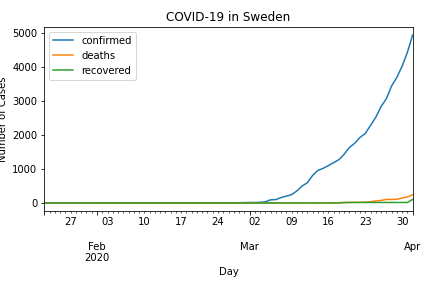 COVID-19 in Sweden
confirmed
deaths
recovered
5000
4000
3000
2000
1000
0
Number of Cases
27 03 10 17 24 02 09 16 23 30
Feb Mar Apr
2020
Day